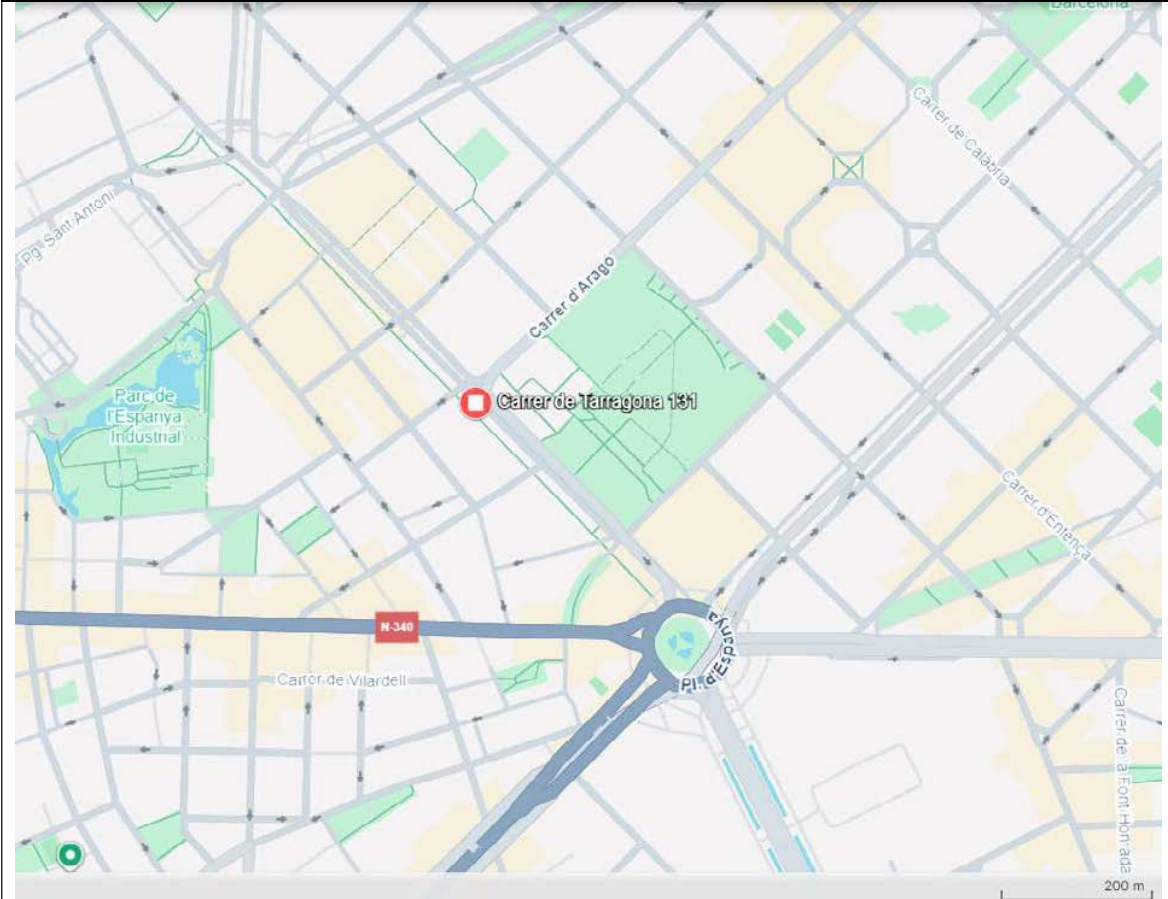 Barcelona
Carrer de Calàbria
Pg. Sant Antoni
Carrer d'Aragó
Parc de
l'Espanya
Industrial
Carrer de Tarragona 131
Carrer d'Entença
N-340
Pl. d'Espanya
Carrer de Vilardell
Carrer de la Font Honrada
200 m